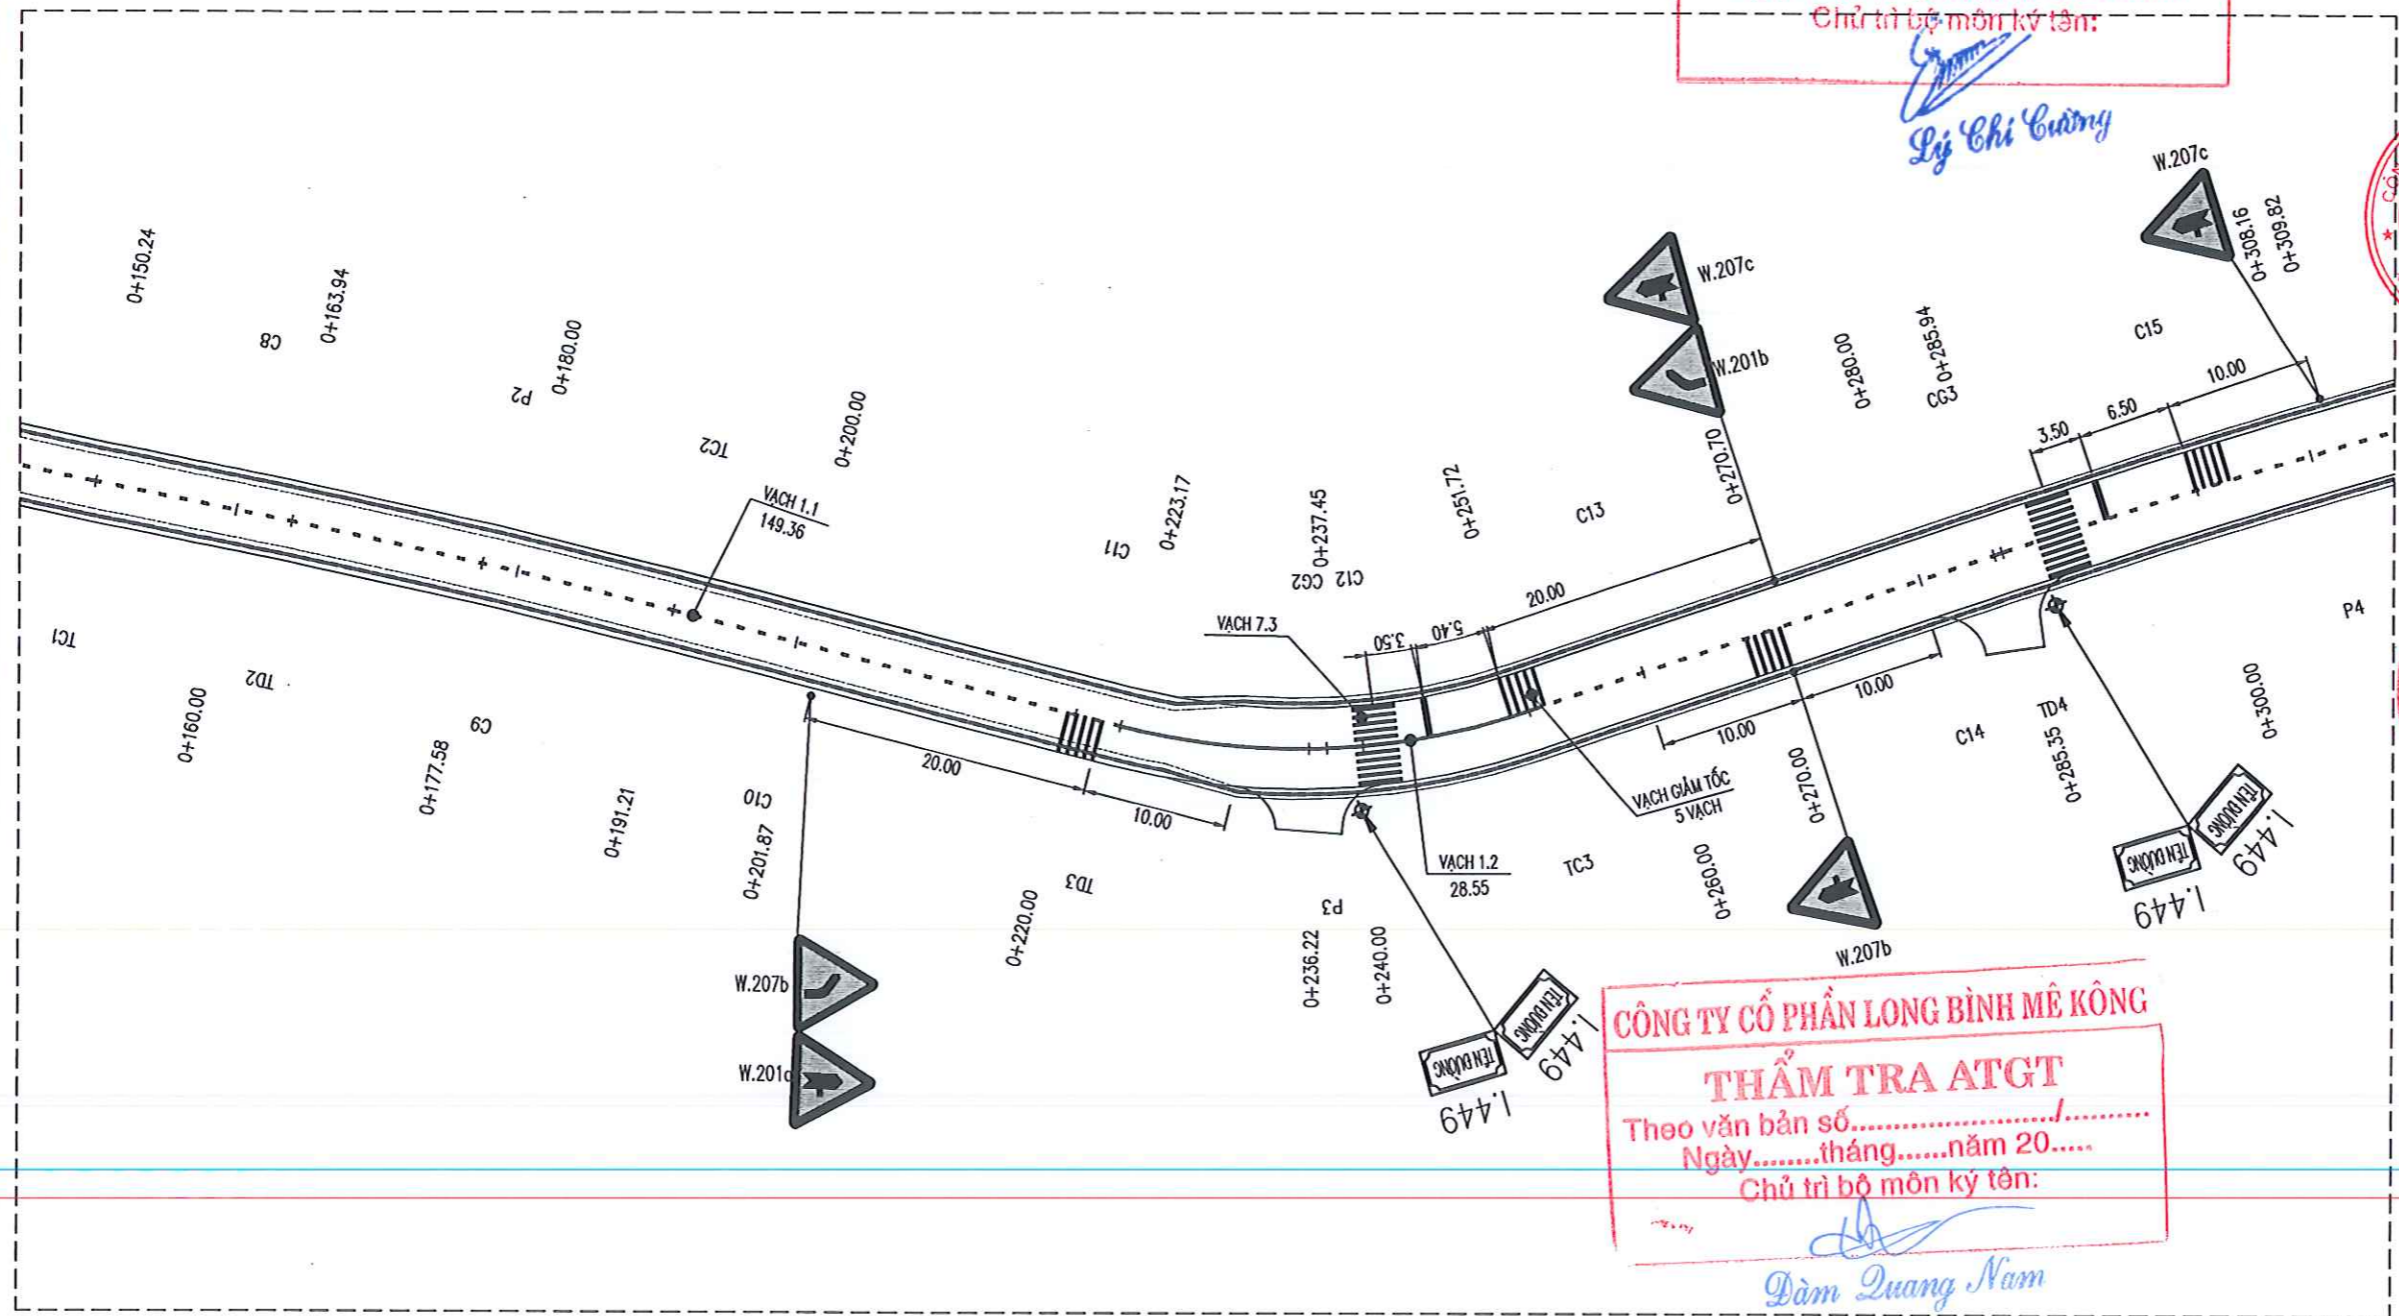 Chủ trì bộ môn ký tên:
Lý Chí Cường
W.207c
0+308.16
0+309.82
W.207c
W.201b
0+150.24
C8
0+163.94
P2
0+180.00
TC2
0+200.00
VẠCH 1.1
149.36
C11
0+223.17
0+237.45
CG2
C12
0+251.72
C13
0+270.70
0+280.00
CG3 0+285.94
C15
10.00
6.50
3.50
20.00
5.40
3.50
VẠCH 7.3
TC1
TD2
0+160.00
C9
0+177.58
0+191.21
C10
0+201.87
20.00
10.00
0+220.00
TD3
P3
0+236.22
0+240.00
VẠCH 1.2
28.55
TC3
VẠCH GIẢM TỐC
5 VẠCH
10.00
10.00
0+260.00
0+270.00
C14
0+285.35 TD4
0+300.00
P4
W.207b
W.201a
W.207b
TÊN ĐƯỜNG
TÊN ĐƯỜNG
I.449
I.449
TÊN ĐƯỜNG
TÊN ĐƯỜNG
I.449
I.449
CÔNG TY CỔ PHẦN LONG BÌNH MÊ KÔNG
THẨM TRA ATGT
Theo văn bản số......................./..........
Ngày........tháng......năm 20.....
Chủ trì bộ môn ký tên:
Đàm Quang Nam